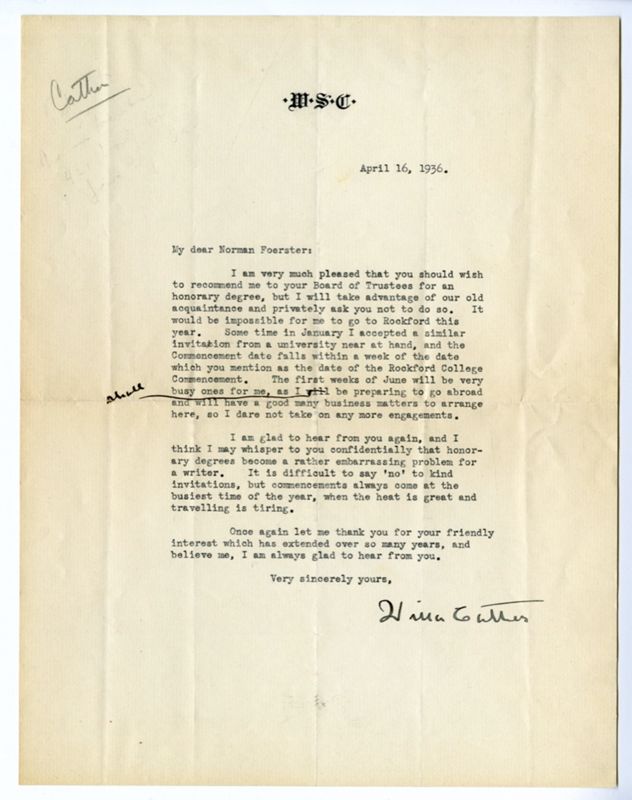 Cather
·W·S·C·
April 16, 1936.
My dear Norman Foerster:
I am very much pleased that you should wish
to recommend me to your Board of Trustees for an
honorary degree, but I will take advantage of our old
acquaintance and privately ask you not to do so. It
would be impossible for me to go to Rockford this
year. Some time in January I accepted a similar
invitation from a university near at hand, and the
Commencement date falls within a week of the date
which you mention as the date of the Rockford College
Commencement. The first weeks of June will be very
shall
busy ones for me, as I will be preparing to go abroad
and will have a good many business matters to arrange
here, so I dare not take on any more engagements.
I am glad to hear from you again, and I
think I may whisper to you confidentially that honor-
ary degrees become a rather embarrassing problem for
a writer. It is difficult to say 'no' to kind
invitations, but commencements always come at the
busiest time of the year, when the heat is great and
travelling is tiring.
Once again let me thank you for your friendly
interest which has extended over so many years, and
believe me, I am always glad to hear from you.
Very sincerely yours,
Willa Cather